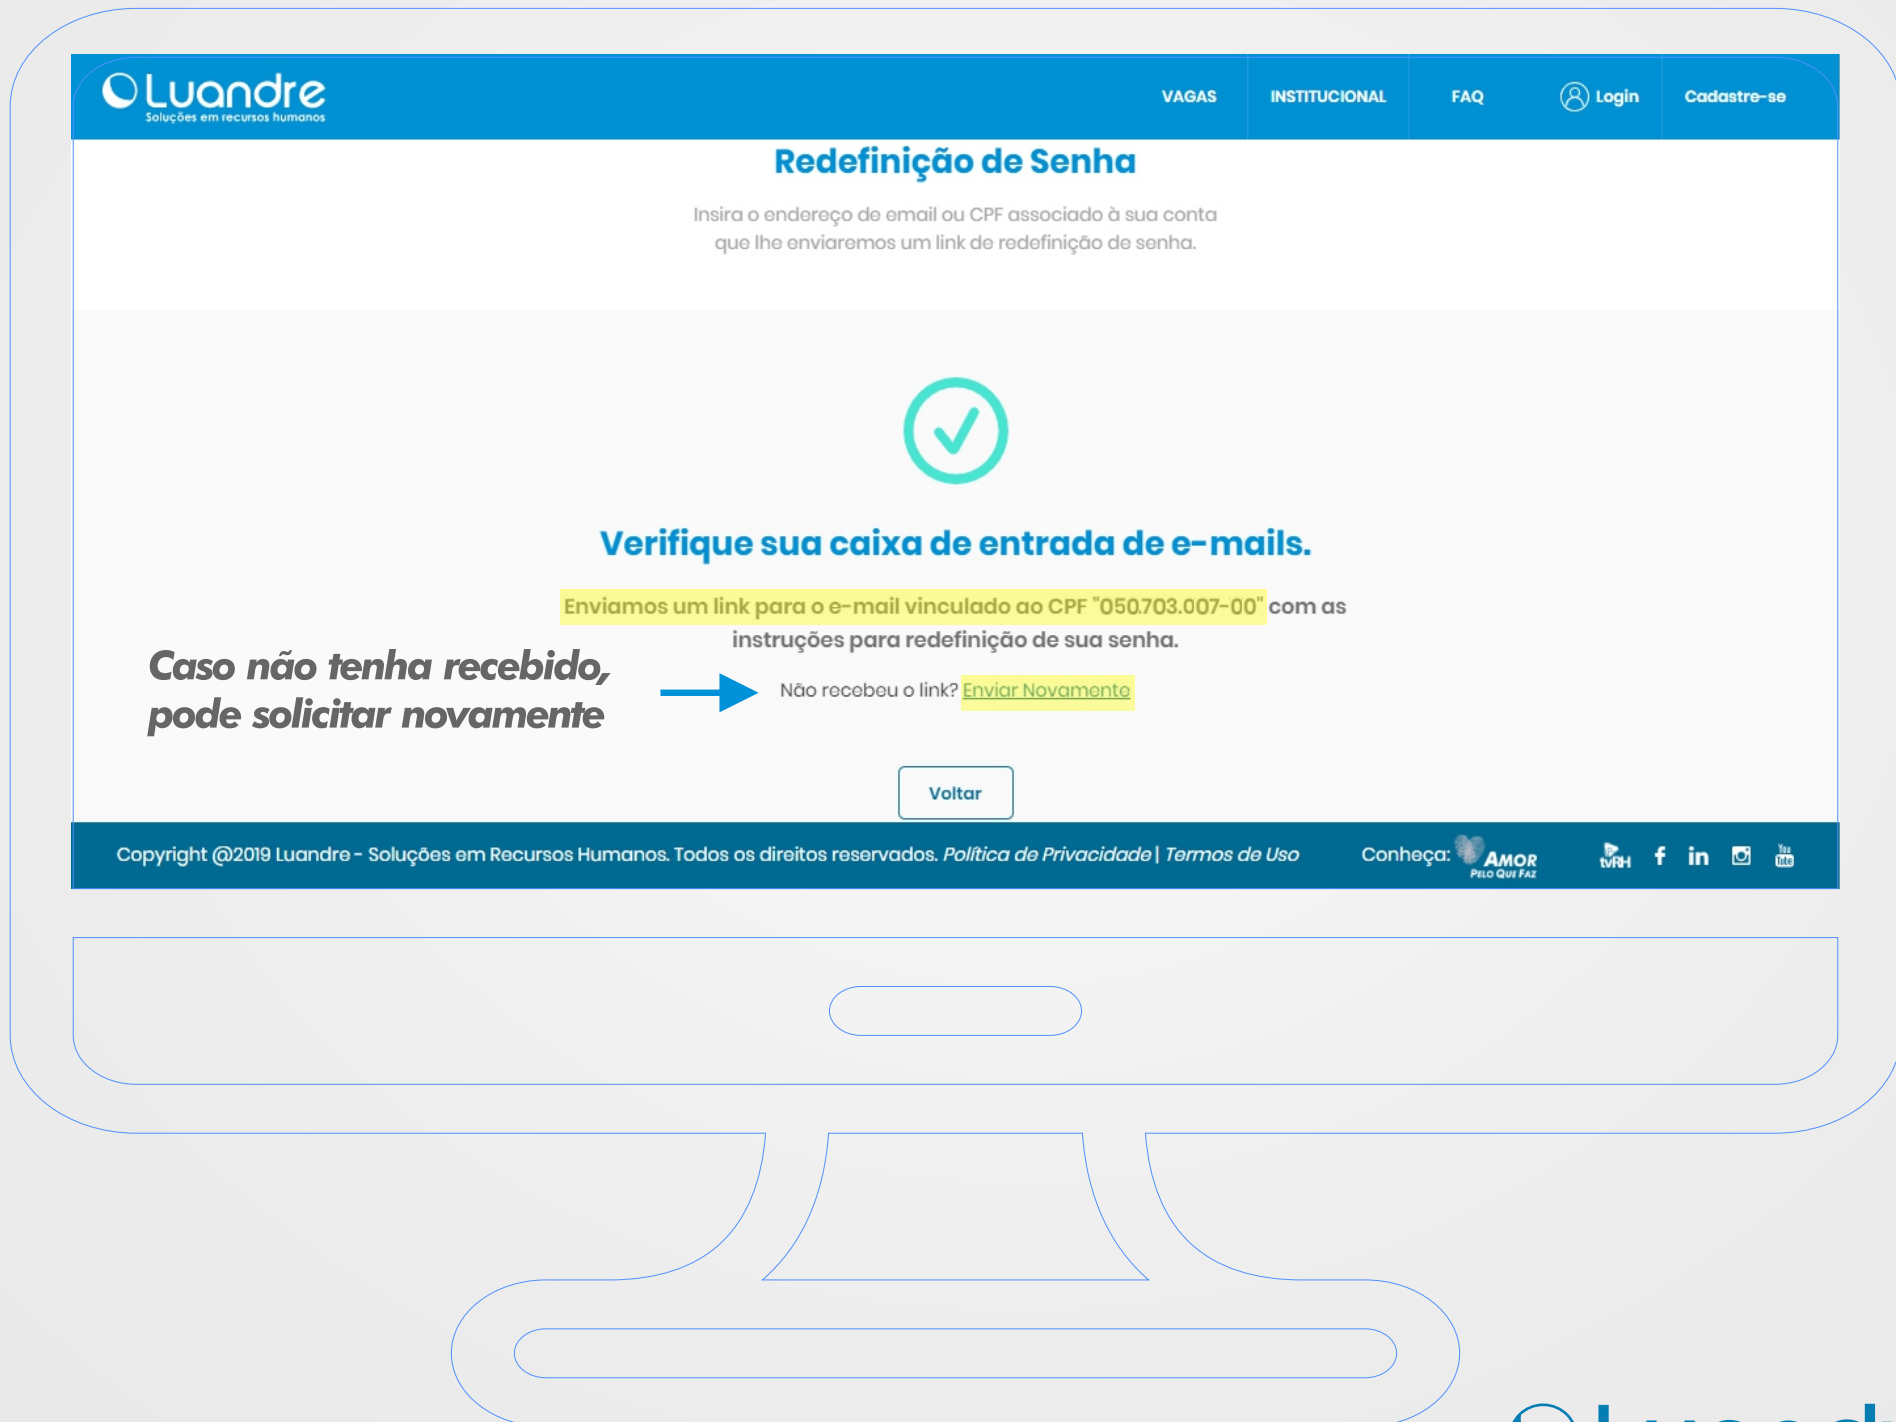 Luandre
Soluções em recursos humanos
VAGAS
INSTITUCIONAL
FAQ
Login
Cadastre-se
Redefinição de Senha
Insira o endereço de email ou CPF associado à sua conta
que lhe enviaremos um link de redefinição de senha.
Verifique sua caixa de entrada de e-mails.
Enviamos um link para o e-mail vinculado ao CPF "050.703.007-00" com as
instruções para redefinição de sua senha.
Caso não tenha recebido,
pode solicitar novamente
Não recebeu o link? Enviar Novamente
Voltar
Copyright @2019 Luandre - Soluções em Recursos Humanos. Todos os direitos reservados. Política de Privacidade | Termos de Uso
Conheça:
AMOR
PELO QUE FAZ
tvRH
f
in
You
Tube